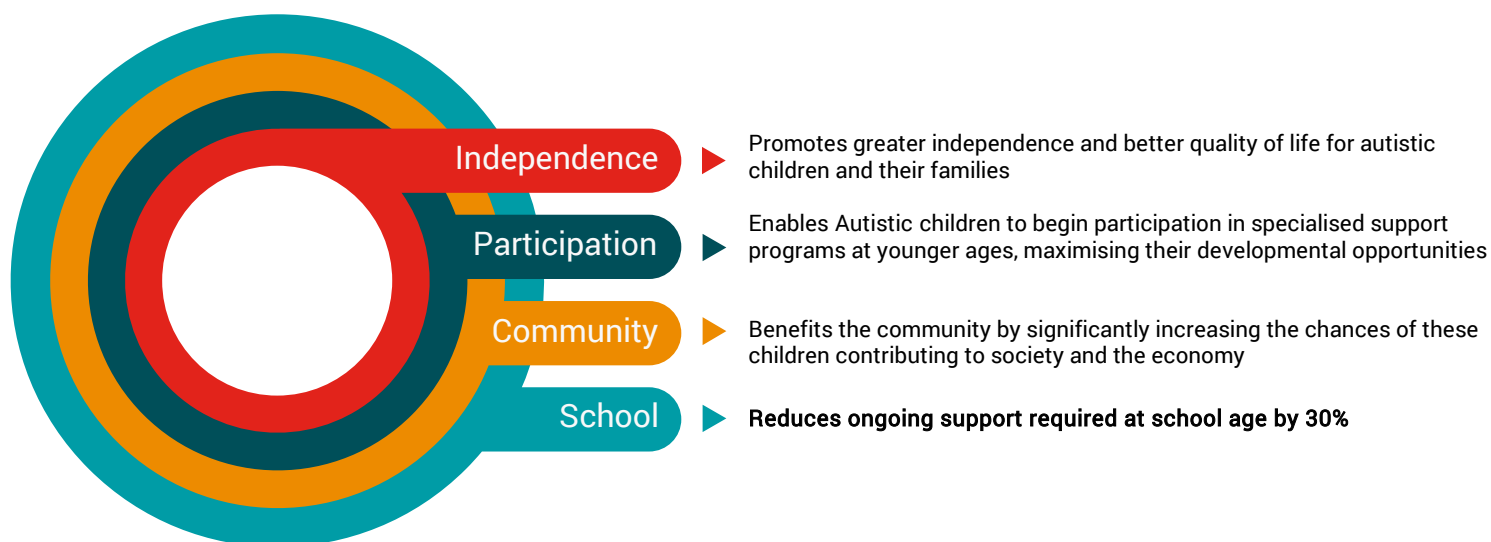 Independence
Promotes greater independence and better quality of life for autistic
children and their families
Participation
Enables Autistic children to begin participation in specialised support
programs at younger ages, maximising their developmental opportunities
Community
Benefits the community by significantly increasing the chances of these
children contributing to society and the economy
School
Reduces ongoing support required at school age by 30%